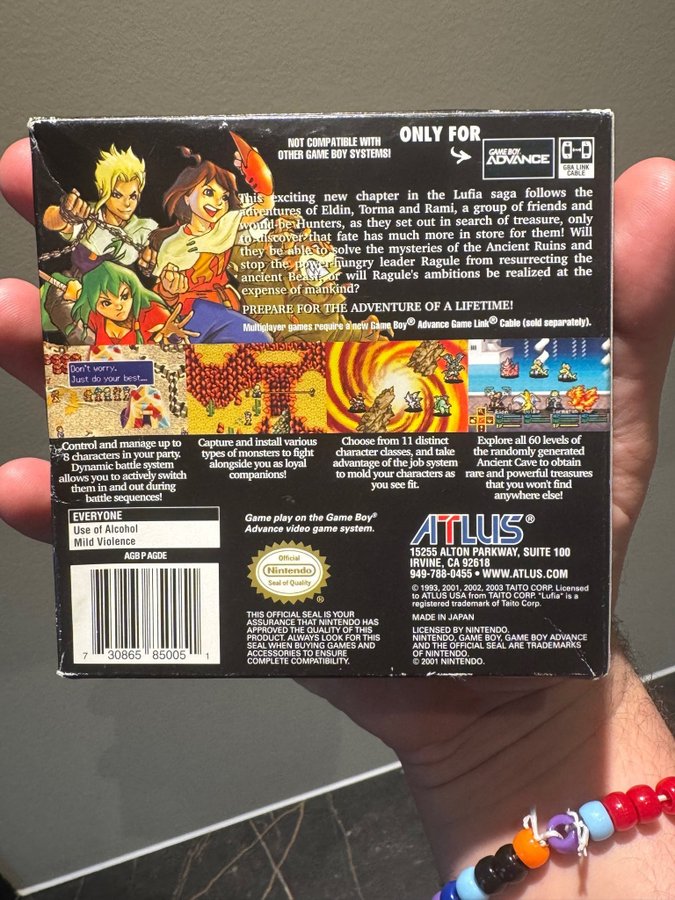 NOT COMPATIBLE WITH
OTHER GAME BOY SYSTEMS!
ONLY FOR
GAME BOY
ADVANCE
GBA LINK
CABLE
This exciting new chapter in the Lufia saga follows the
adventures of Eldin, Torma and Rami, a group of friends and
would-be Hunters, as they set out in search of treasure, only
to discover that fate has much more in store for them! Will
they be able to solve the mysteries of the Ancient Ruins and
stop the power-hungry leader Ragule from resurrecting the
ancient Beast, or will Ragule's ambitions be realized at the
expense of mankind?
PREPARE FOR THE ADVENTURE OF A LIFETIME!
Multiplayer games require a new Game Boy® Advance Game Link® Cable (sold separately).
Don't worry.
Just do your best...
Control and manage up to
8 characters in your party.
Dynamic battle system
allows you to actively switch
them in and out during
battle sequences!
Capture and install various
types of monsters to fight
alongside you as loyal
companions!
Choose from 11 distinct
character classes, and take
advantage of the job system
to mold your characters as
you see fit.
Explore all 60 levels of
the randomly generated
Ancient Cave to obtain
rare and powerful treasures
that you won't find
anywhere else!
EVERYONE
Use of Alcohol
Mild Violence
AGB P AGDE
7 30865 85005 1
Game play on the Game Boy®
Advance video game system.
Official
Nintendo
Seal of Quality
®
THIS OFFICIAL SEAL IS YOUR
ASSURANCE THAT NINTENDO HAS
APPROVED THE QUALITY OF THIS
PRODUCT. ALWAYS LOOK FOR THIS
SEAL WHEN BUYING GAMES AND
ACCESSORIES TO ENSURE
COMPLETE COMPATIBILITY.
ATLUS®
15255 ALTON PARKWAY, SUITE 100
IRVINE, CA 92618
949-788-0455 • WWW.ATLUS.COM
© 1993, 2001, 2002, 2003 TAITO CORP. Licensed
to ATLUS USA from TAITO CORP. "Lufia" is a
registered trademark of Taito Corp.
MADE IN JAPAN
LICENSED BY NINTENDO.
NINTENDO, GAME BOY, GAME BOY ADVANCE
AND THE OFFICIAL SEAL ARE TRADEMARKS
OF NINTENDO.
© 2001 NINTENDO.